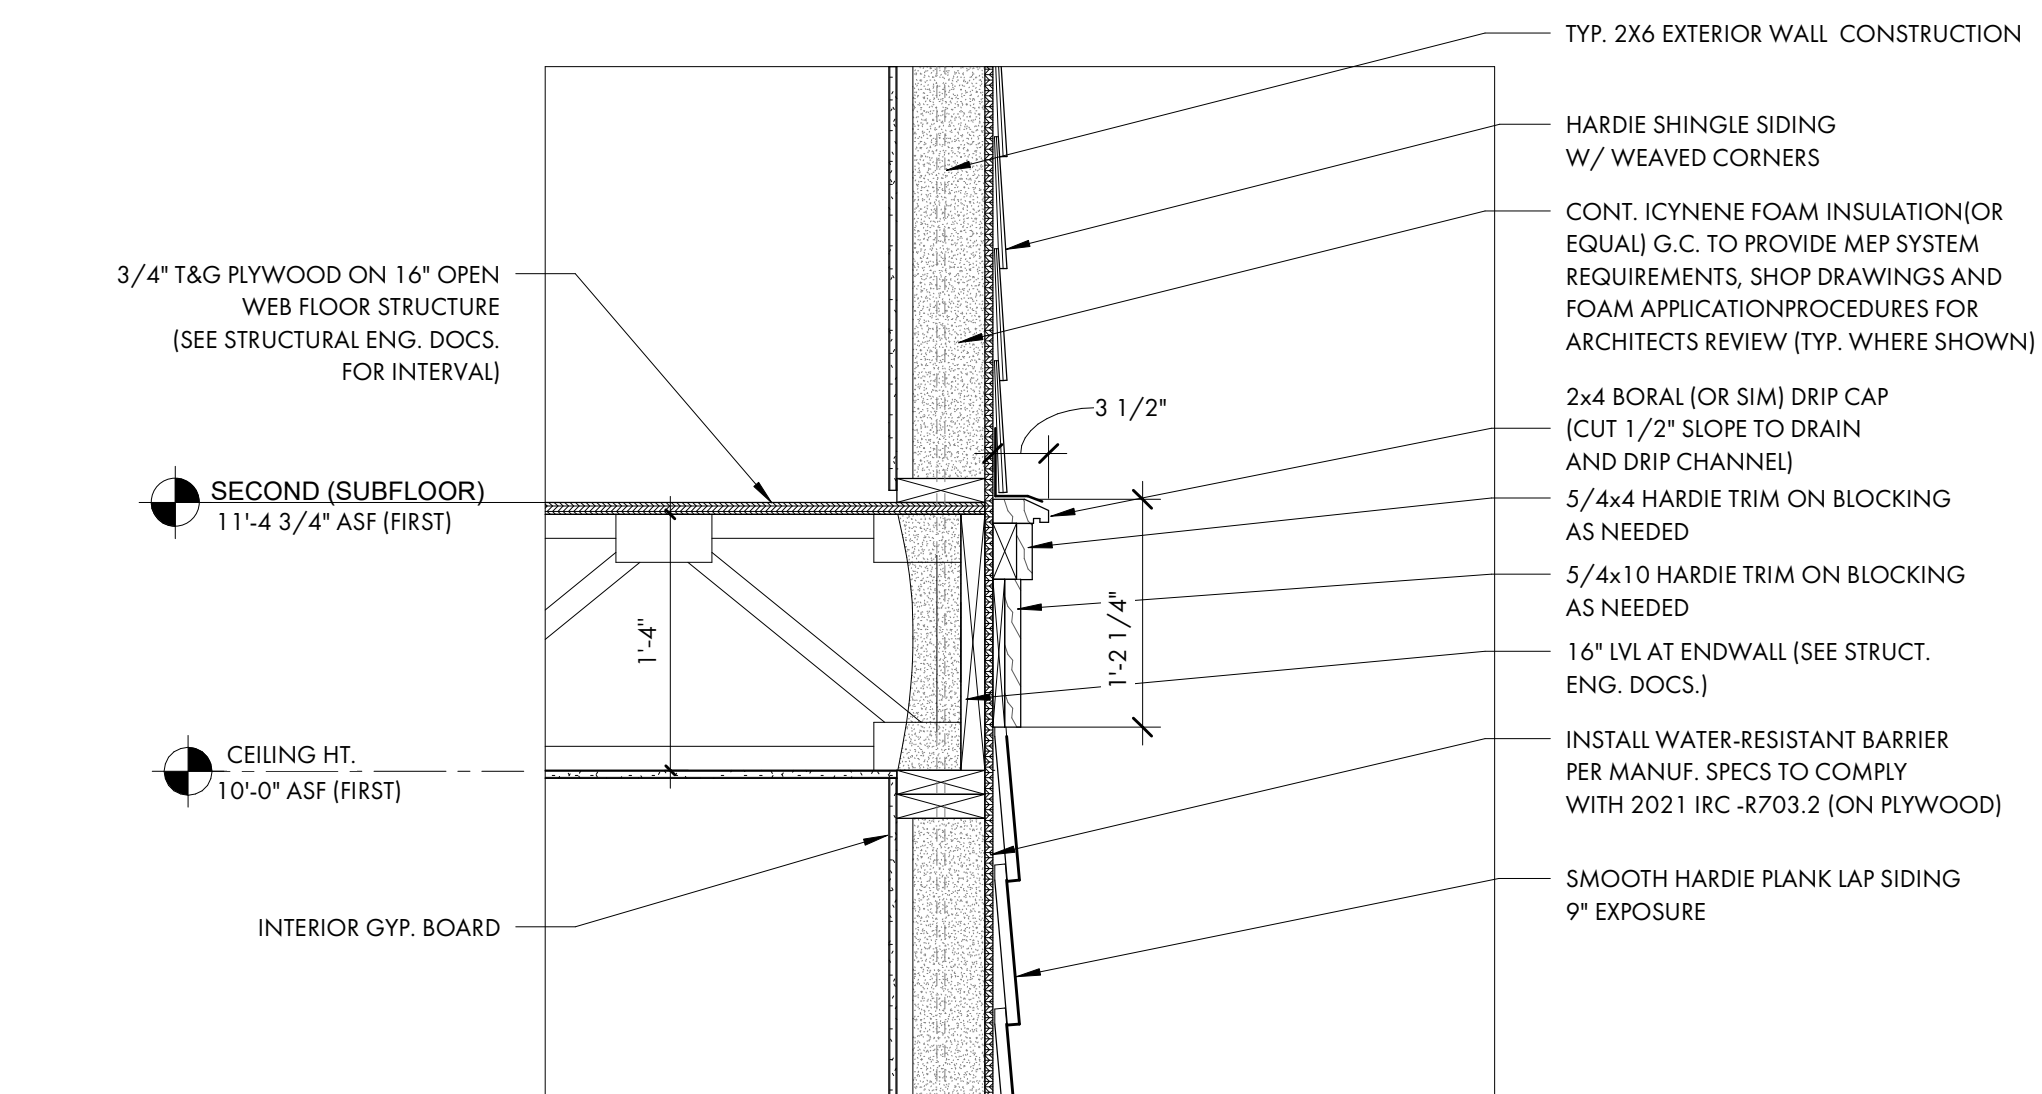 TYP. 2X6 EXTERIOR WALL CONSTRUCTION
HARDIE SHINGLE SIDING
W/ WEAVED CORNERS
CONT. ICYNENE FOAM INSULATION(OR
EQUAL) G.C. TO PROVIDE MEP SYSTEM
REQUIREMENTS, SHOP DRAWINGS AND
FOAM APPLICATIONPROCEDURES FOR
ARCHITECTS REVIEW (TYP. WHERE SHOWN)
3/4" T&G PLYWOOD ON 16" OPEN
WEB FLOOR STRUCTURE
(SEE STRUCTURAL ENG. DOCS.
FOR INTERVAL)
3 1/2"
2x4 BORAL (OR SIM) DRIP CAP
(CUT 1/2" SLOPE TO DRAIN
AND DRIP CHANNEL)
SECOND (SUBFLOOR)
11'-4 3/4" ASF (FIRST)
5/4x4 HARDIE TRIM ON BLOCKING
AS NEEDED
5/4x10 HARDIE TRIM ON BLOCKING
AS NEEDED
1'-4"
1'-2 1/4"
16" LVL AT ENDWALL (SEE STRUCT.
ENG. DOCS.)
CEILING HT.
10'-0" ASF (FIRST)
INSTALL WATER-RESISTANT BARRIER
PER MANUF. SPECS TO COMPLY
WITH 2021 IRC -R703.2 (ON PLYWOOD)
INTERIOR GYP. BOARD
SMOOTH HARDIE PLANK LAP SIDING
9" EXPOSURE